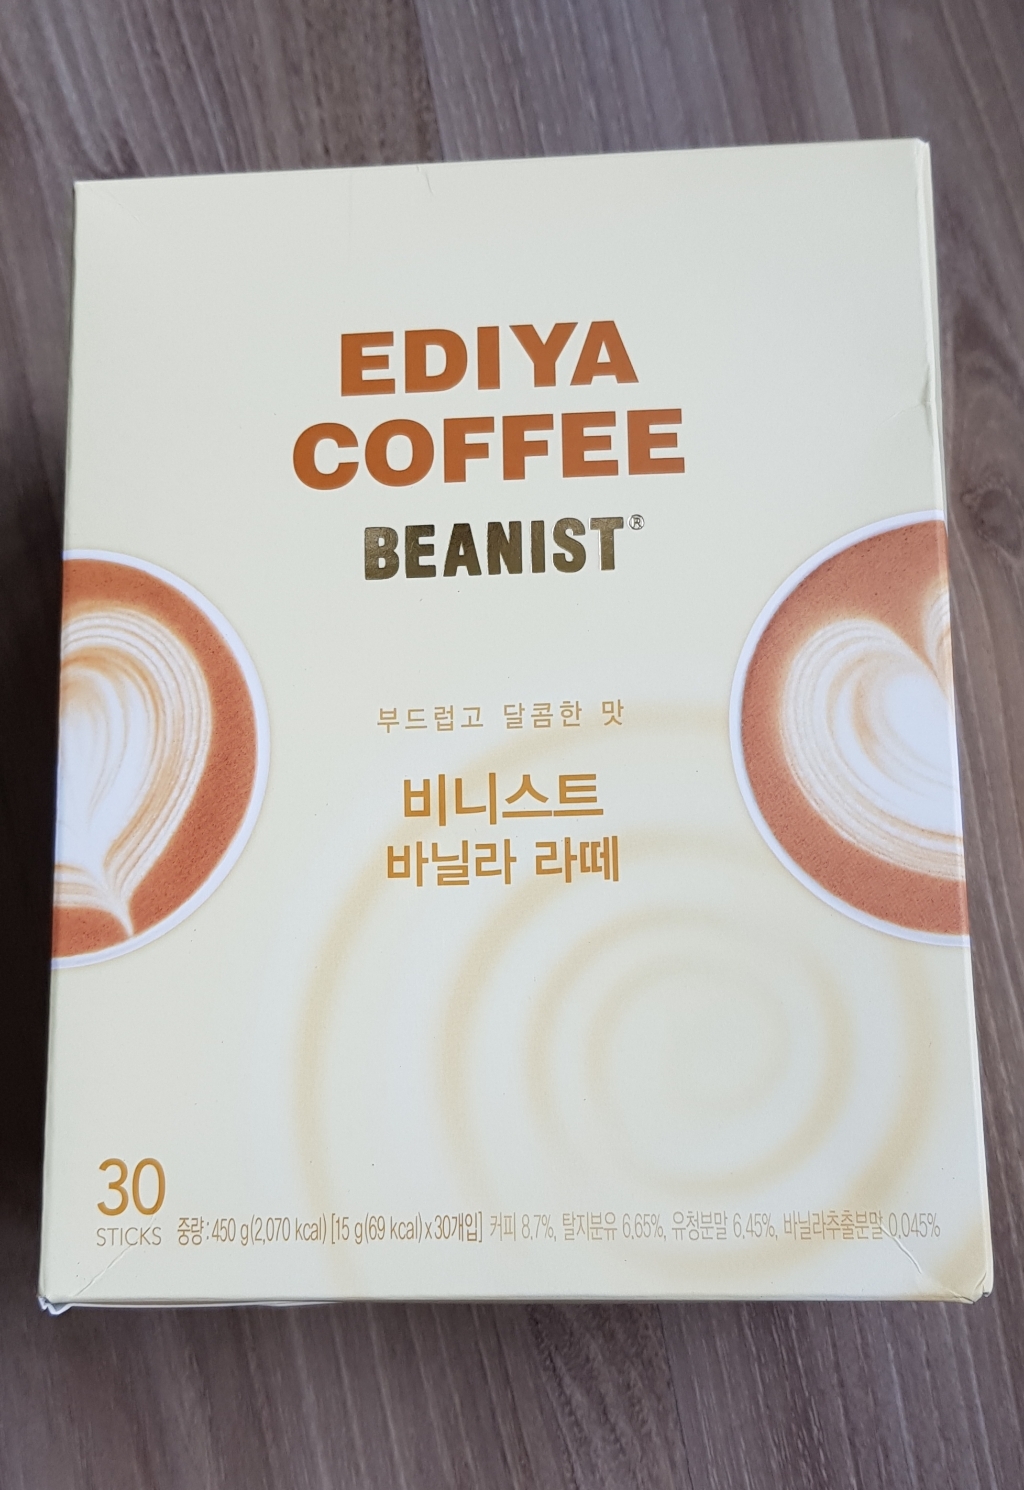 EDIYA
COFFEE
BEANIST®
부드럽고 달콤한 맛
비니스트
바닐라 라떼
30
STICKS
중량:450 g(2,070 kcal) [15 g(69 kcal)x30개입] 커피 8.7%, 탈지분유 6.65%, 유청분말 6.45%, 바닐라추출분말 0.045%